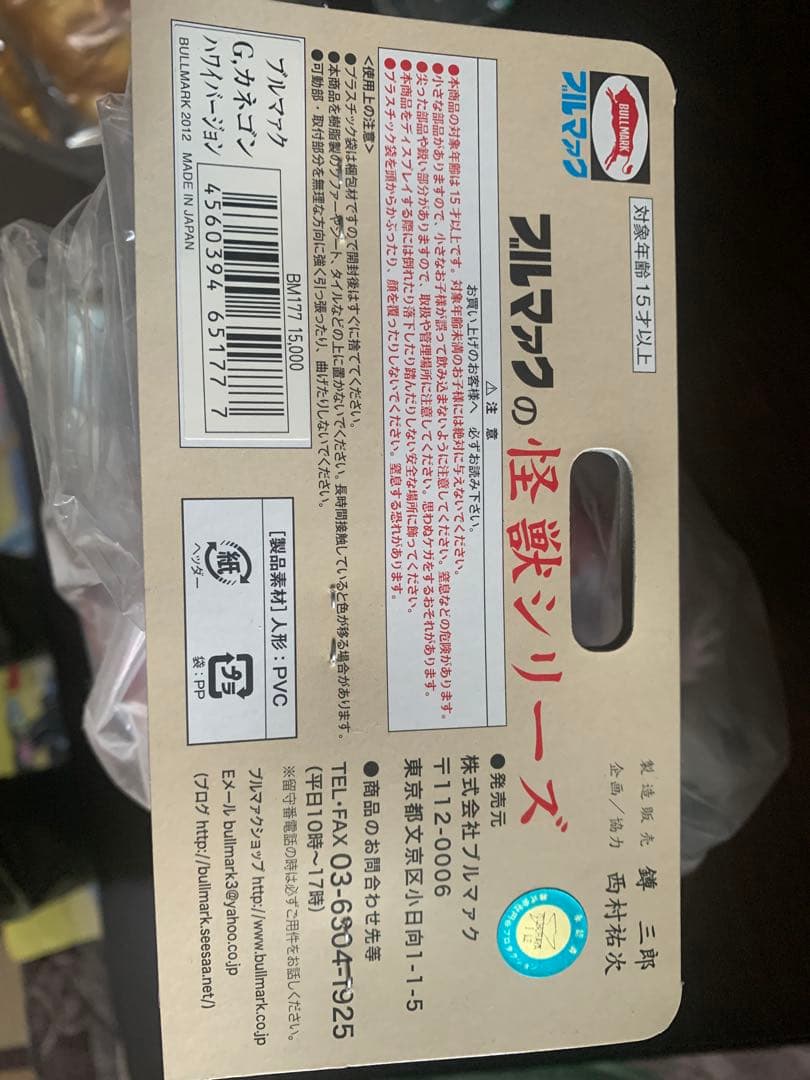 BULLMARK
ブルマァク
対象年齢15才以上
製造販売 鐏 三郎
企画/協力 西村祐次
ブルマァクの怪獣シリーズ
⚠注 意
お買い上げのお客様へ 必ずお読み下さい。
●本商品の対象年齢は15才以上です。対象年齢未満のお子様には絶対に与えないでください。
●小さな部品がありますので、小さなお子様が誤って飲み込まないように注意してください。窒息などの危険があります。
●尖った部品や鋭い部分がありますので、取扱や管理場所に注意してください。思わぬケガをするおそれがあります。
●本商品をディスプレイする際には倒れたり落下したり踏んだりしない安全な場所に飾ってください。
●プラスチック袋を頭からかぶったり、顔を覆ったりしないでください。窒息する恐れがあります。
<使用上の注意>
●プラスチック袋は梱包材ですので開封後はすぐに捨ててください。
●本商品を樹脂製のソファーやシート、タイルなどの上に置かないでください。長時間接触していると色が移る場合があります。
●可動部・取付部分を無理な方向に強く引っ張ったり、曲げたりしないでください。
BM177 15,000
ブルマァク
G,カネゴン
ハワイバージョン
4560394 651777
BULLMARK 2012 MADE IN JAPAN
[製品素材]人形:PVC
紙
ヘッダー
プラ
袋:PP
●発売元
株式会社ブルマァク
〒112-0006
東京都文京区小日向1-1-5
●商品のお問合わせ先等
TEL・FAX 03-6304-1925
(平日10時〜17時)
※留守番電話の時は必ずご用件をお話しください。
ブルマァクショップ http://www.bullmark.co.jp
Eメール bullmark3@yahoo.co.jp
(ブログ http://bullmark.seesaa.net/)